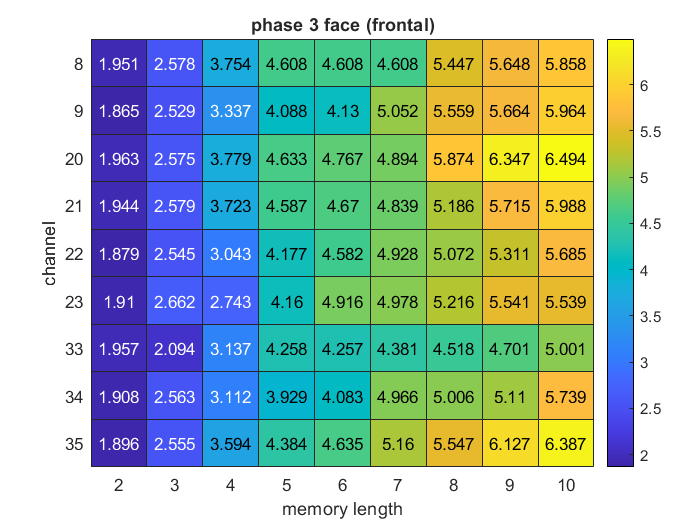 phase 3 face (frontal)
8 1.951 2.578 3.754 4.608 4.608 4.608 5.447 5.648 5.858
9 1.865 2.529 3.337 4.088 4.13 5.052 5.559 5.664 5.964
20 1.963 2.575 3.779 4.633 4.767 4.894 5.874 6.347 6.494
21 1.944 2.579 3.723 4.587 4.67 4.839 5.186 5.715 5.988
22 1.879 2.545 3.043 4.177 4.582 4.928 5.072 5.311 5.685
23 1.91 2.662 2.743 4.16 4.916 4.978 5.216 5.541 5.539
33 1.957 2.094 3.137 4.258 4.257 4.381 4.518 4.701 5.001
34 1.908 2.563 3.112 3.929 4.083 4.966 5.006 5.11 5.739
35 1.896 2.555 3.594 4.384 4.635 5.16 5.547 6.127 6.387
2 3 4 5 6 7 8 9 10
memory length
channel
6
5.5
5
4.5
4
3.5
3
2.5
2